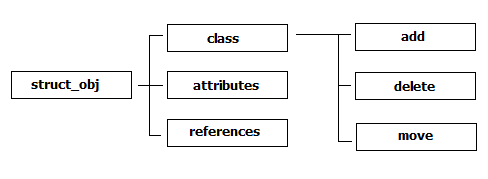 struct_obj
class
attributes
references
add
delete
move